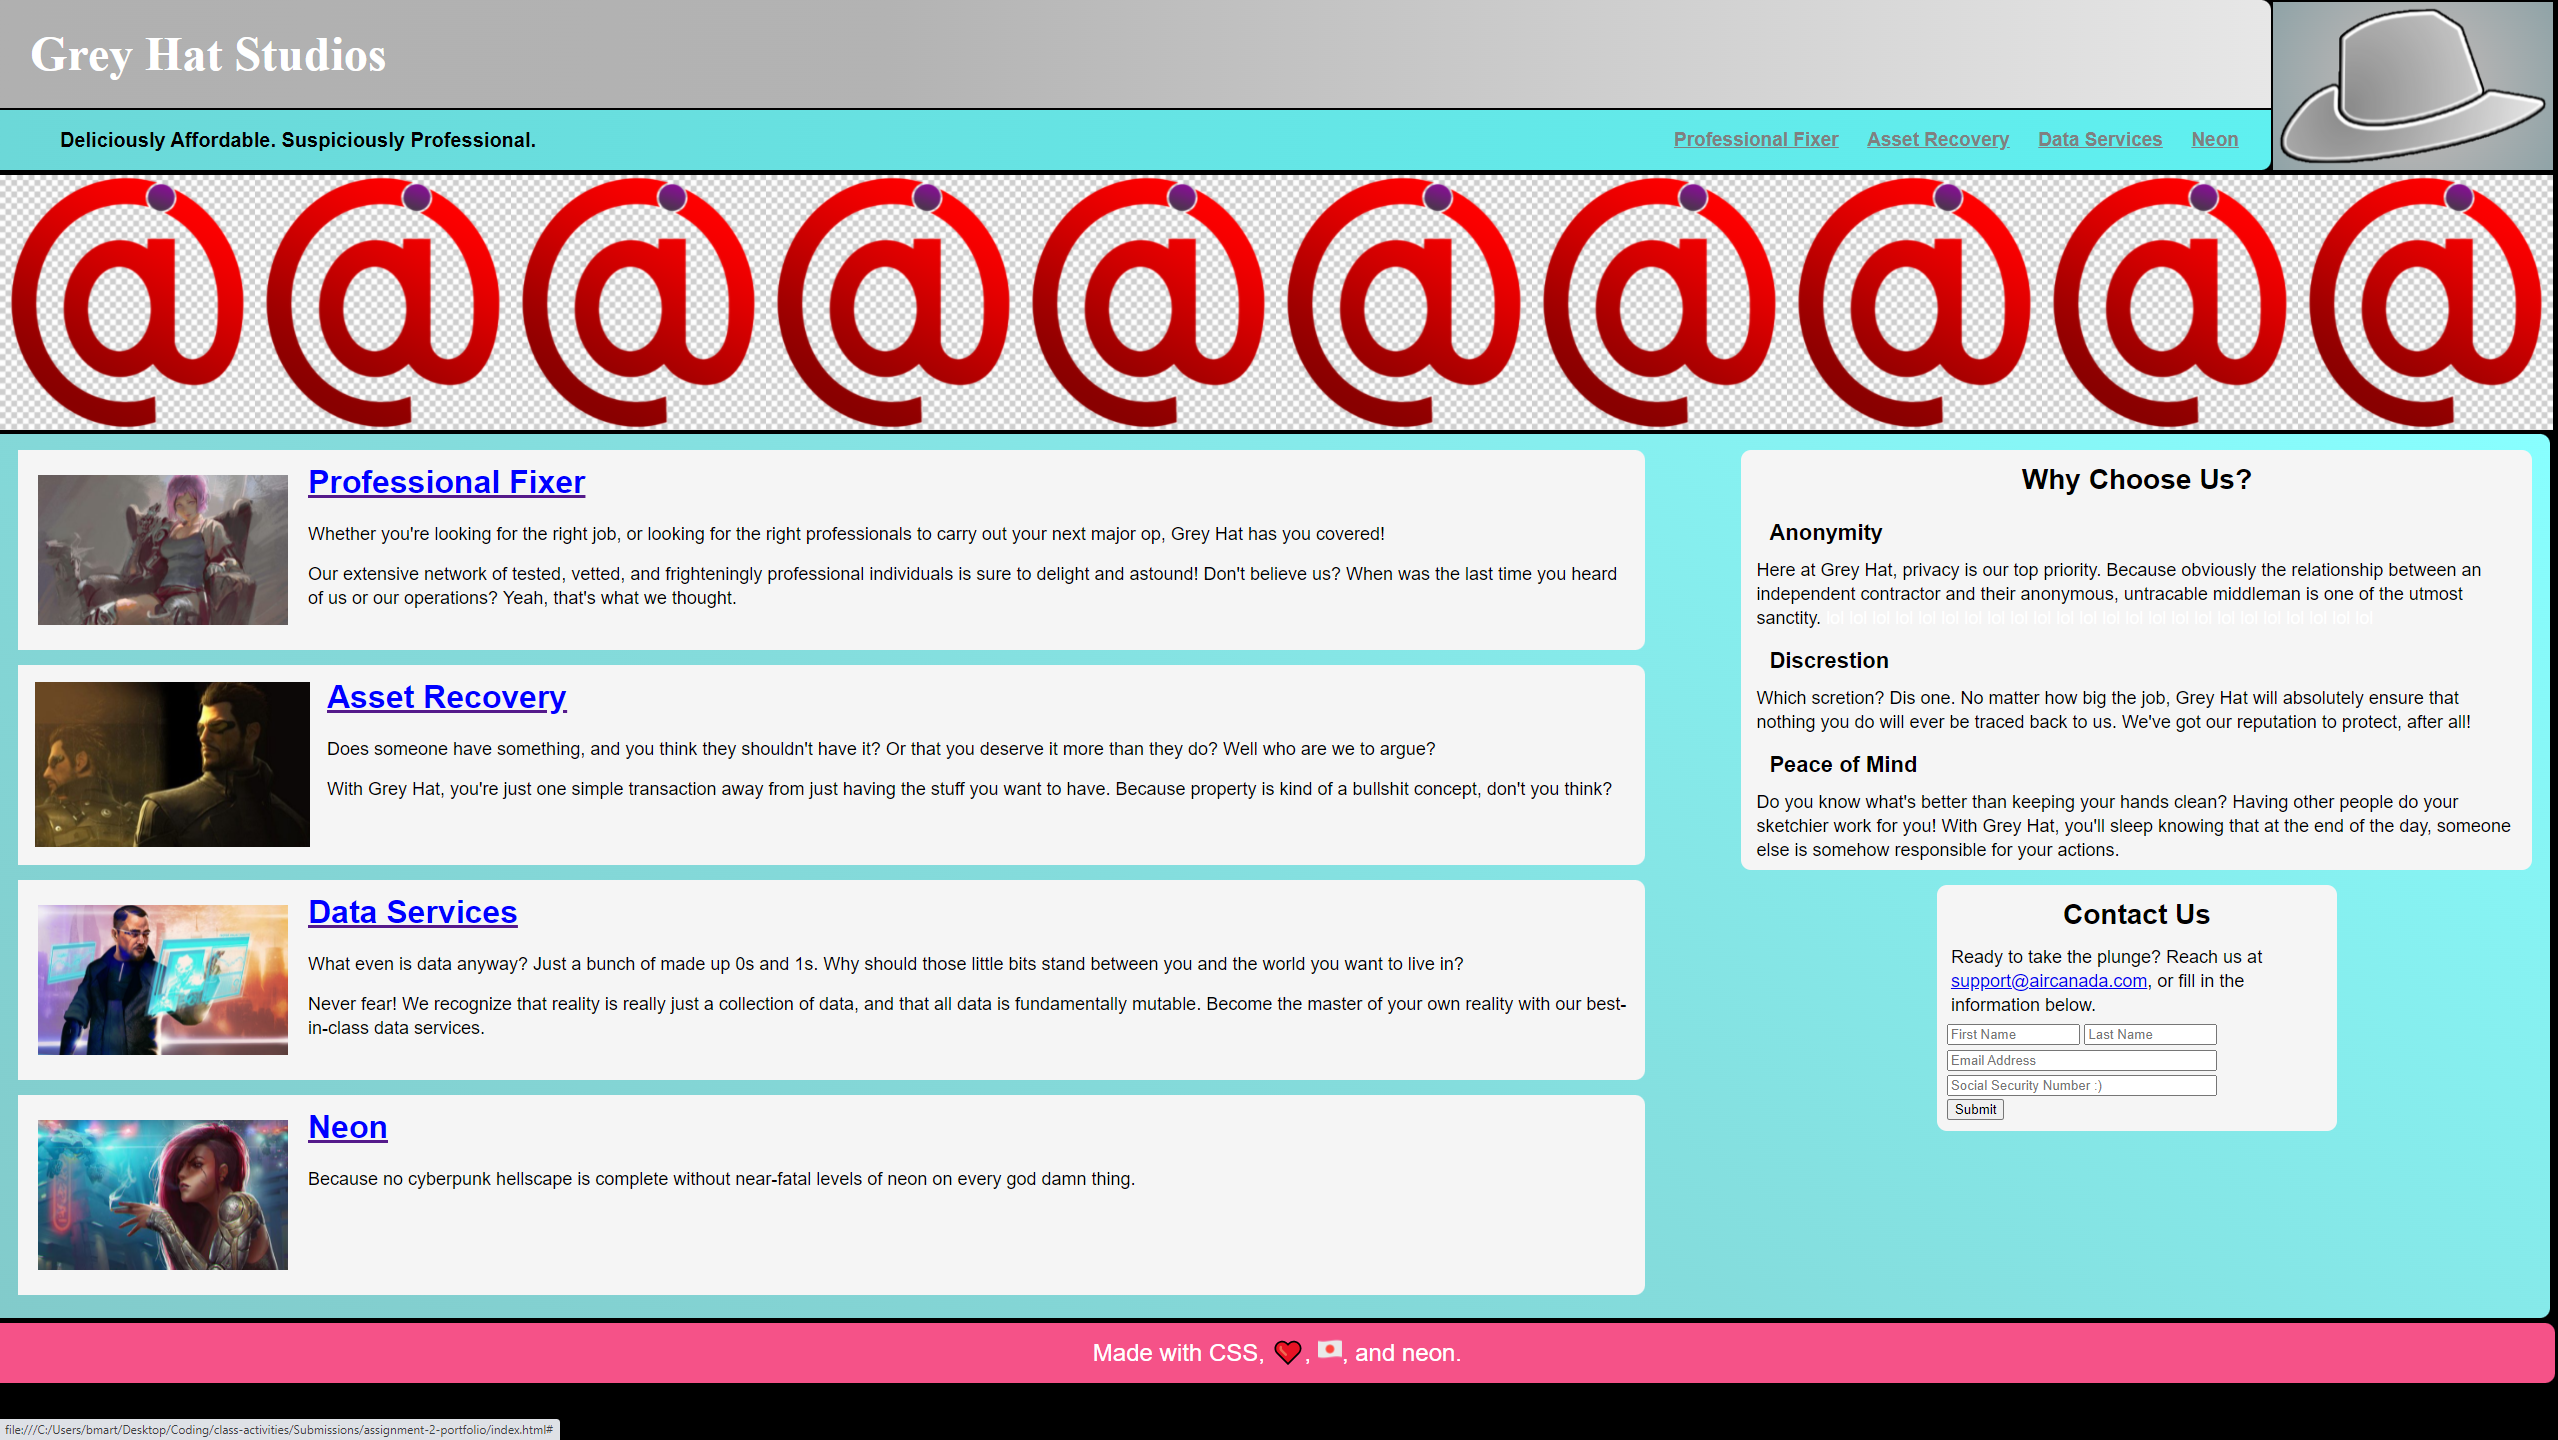 Grey Hat Studios
Deliciously Affordable. Suspiciously Professional.
Professional Fixer Asset Recovery Data Services Neon
@ @ @ @ @ @ @ @ @ @
Professional Fixer
Whether you're looking for the right job, or looking for the right professionals to carry out your next major op, Grey Hat has you covered!
Our extensive network of tested, vetted, and frighteningly professional individuals is sure to delight and astound! Don't believe us? When was the last time you heard
of us or our operations? Yeah, that's what we thought.
Asset Recovery
Does someone have something, and you think they shouldn't have it? Or that you deserve it more than they do? Well who are we to argue?
With Grey Hat, you're just one simple transaction away from just having the stuff you want to have. Because property is kind of a bullshit concept, don't you think?
Data Services
What even is data anyway? Just a bunch of made up 0s and 1s. Why should those little bits stand between you and the world you want to live in?
Never fear! We recognize that reality is really just a collection of data, and that all data is fundamentally mutable. Become the master of your own reality with our best-
in-class data services.
Neon
Because no cyberpunk hellscape is complete without near-fatal levels of neon on every god damn thing.
Why Choose Us?
Anonymity
Here at Grey Hat, privacy is our top priority. Because obviously the relationship between an
independent contractor and their anonymous, untracable middleman is one of the utmost
sanctity. lol lol lol lol lol lol lol lol lol lol lol lol lol lol lol lol lol lol lol lol lol lol lol lol
Discrestion
Which scretion? Dis one. No matter how big the job, Grey Hat will absolutely ensure that
nothing you do will ever be traced back to us. We've got our reputation to protect, after all!
Peace of Mind
Do you know what's better than keeping your hands clean? Having other people do your
sketchier work for you! With Grey Hat, you'll sleep knowing that at the end of the day, someone
else is somehow responsible for your actions.
Contact Us
Ready to take the plunge? Reach us at
support@aircanada.com, or fill in the
information below.
First Name Last Name
Email Address
Social Security Number :)
Submit
Made with CSS, ❤️, 🇯🇵, and neon.
file:///C:/Users/bmart/Desktop/Coding/class-activities/Submissions/assignment-2-portfolio/index.html#